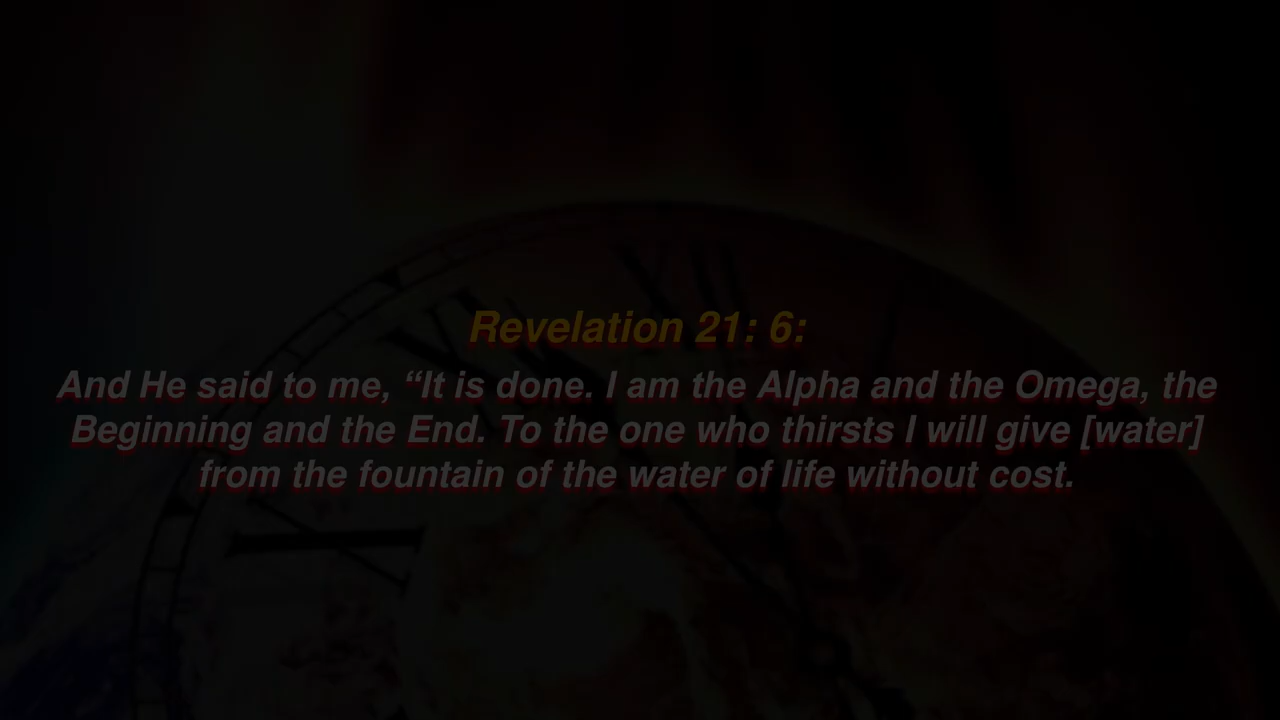 Revelation 21: 6:
And He said to me, “It is done. I am the Alpha and the Omega, the
Beginning and the End. To the one who thirsts I will give [water]
from the fountain of the water of life without cost.